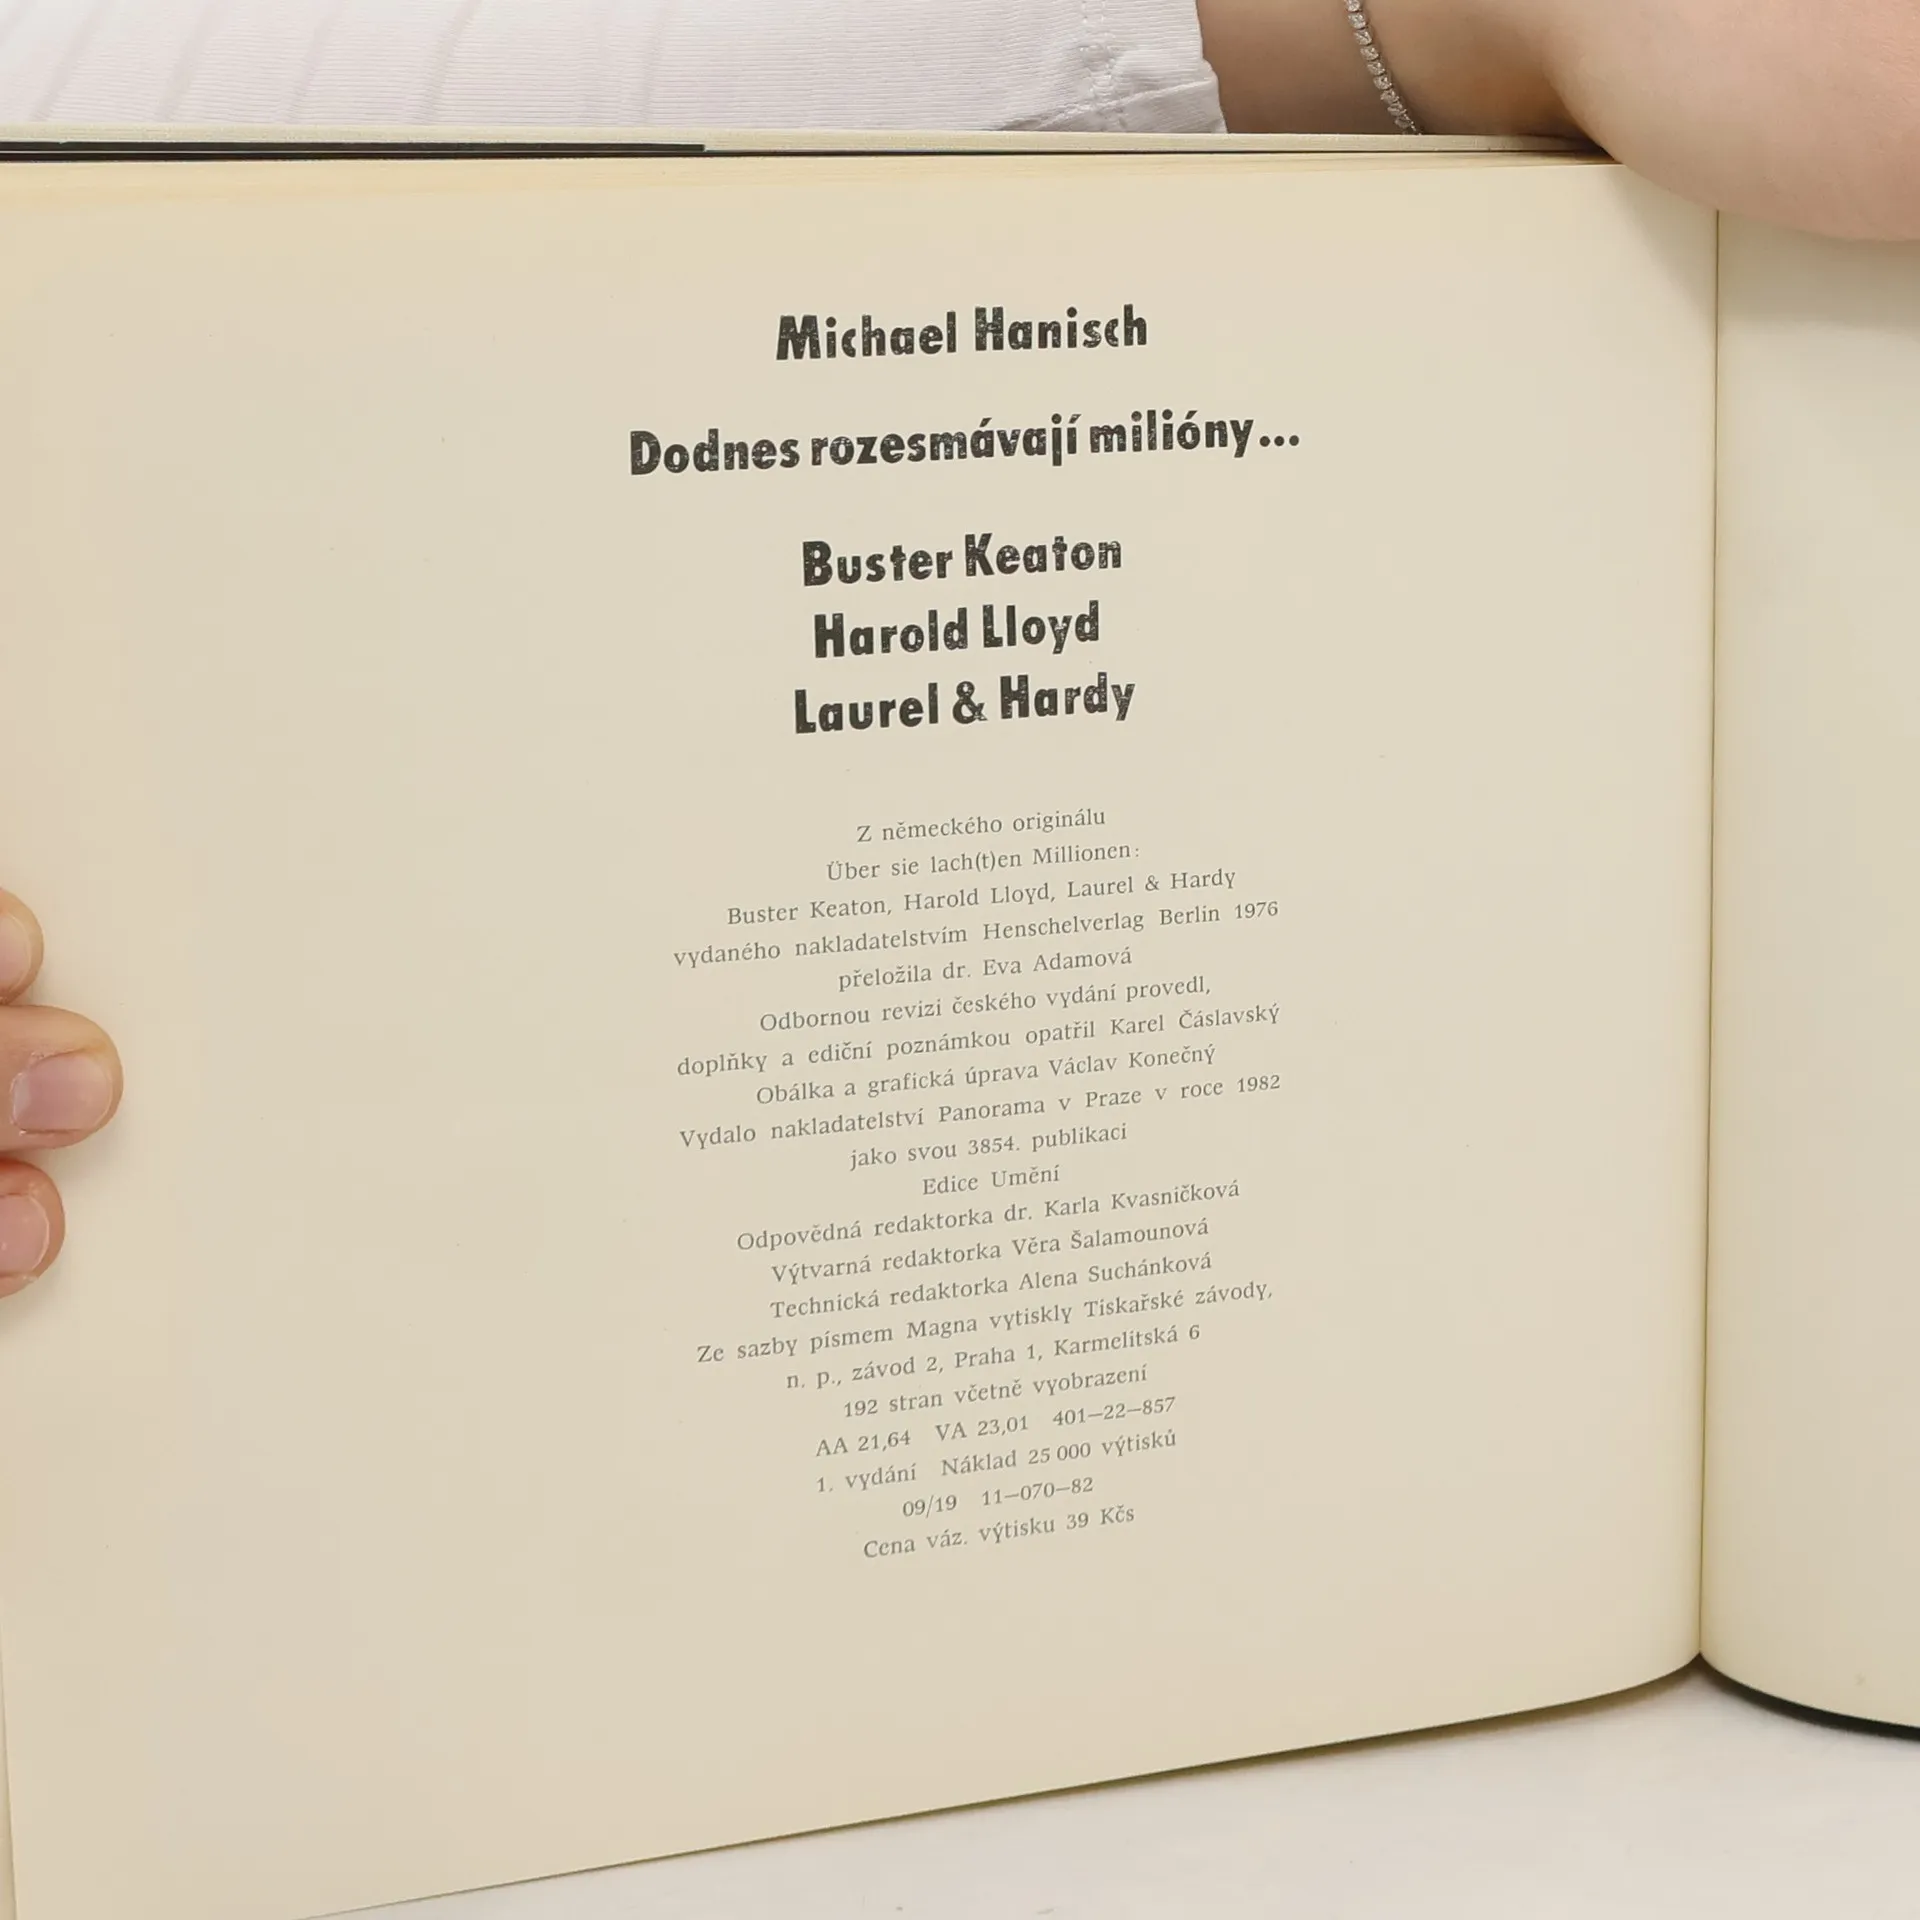 Michael Hanisch
Dodnes rozesmávají milióny...
Buster Keaton
Harold Lloyd
Laurel & Hardy
Z německého originálu
Über sie lach(t)en Millionen:
Buster Keaton, Harold Lloyd, Laurel & Hardy
vydaného nakladatelstvím Henschelverlag Berlin 1976
přeložila dr. Eva Adamová
Odbornou revizi českého vydání provedl,
doplňky a ediční poznámkou opatřil Karel Čáslavský
Obálka a grafická úprava Václav Konečný
Vydalo nakladatelství Panorama v Praze v roce 1982
jako svou 3854. publikaci
Edice Umění
Odpovědná redaktorka dr. Karla Kvasničková
Výtvarná redaktorka Věra Šalamounová
Technická redaktorka Alena Suchánková
Ze sazby písmem Magna vytiskly Tiskařské závody,
n. p., závod 2, Praha 1, Karmelitská 6
192 stran včetně vyobrazení
AA 21,64 VA 23,01 401—22—857
1. vydání Náklad 25 000 výtisků
09/19 11—070—82
Cena váz. výtisku 39 Kčs